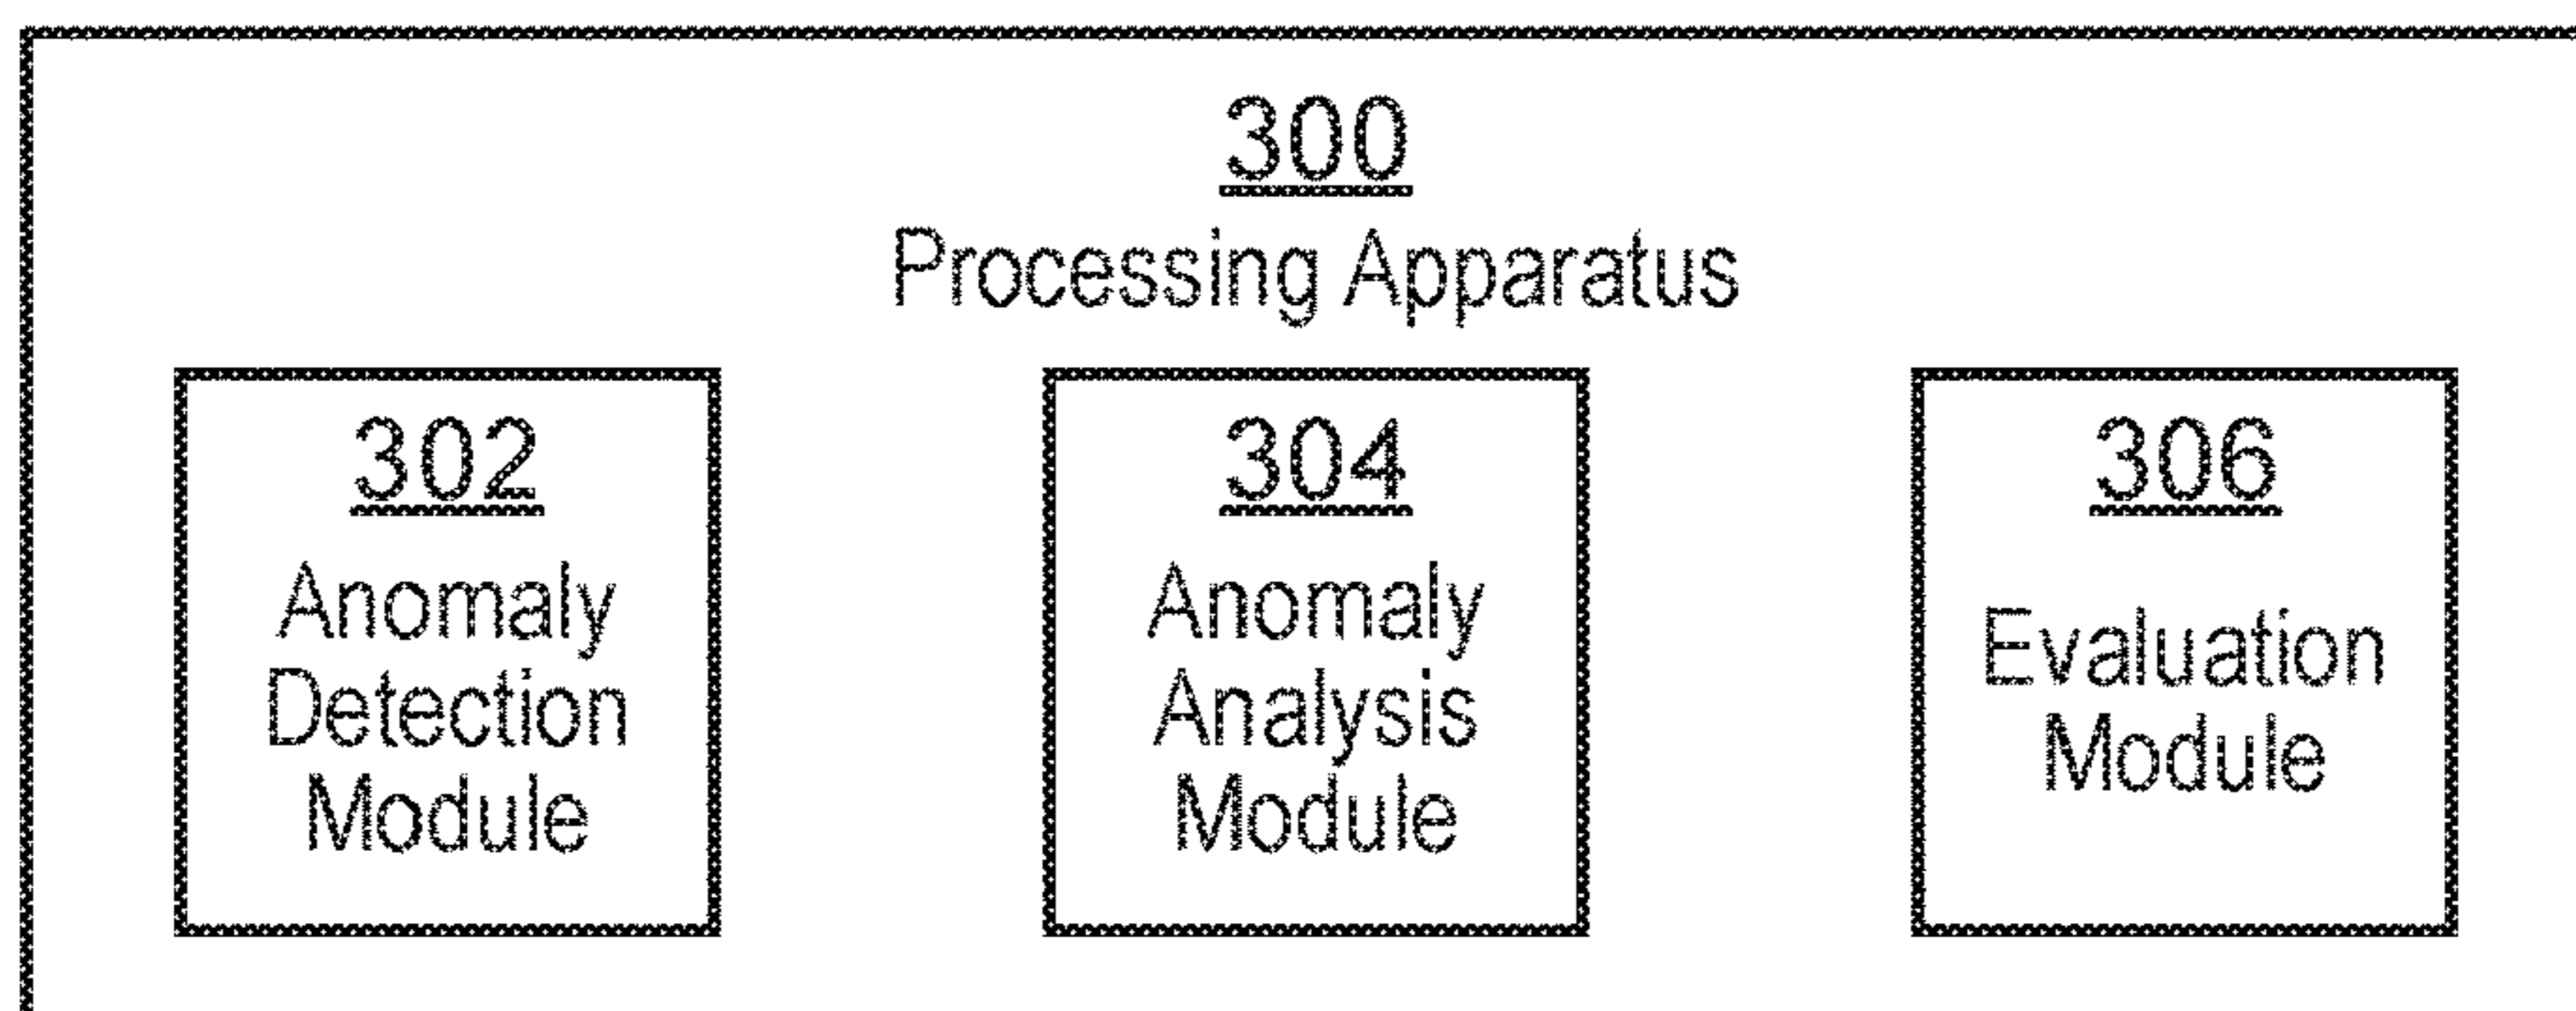 300
Processing Apparatus
302
Anomaly
Detection
Module
304
Anomaly
Analysis
Module
306
Evaluation
Module